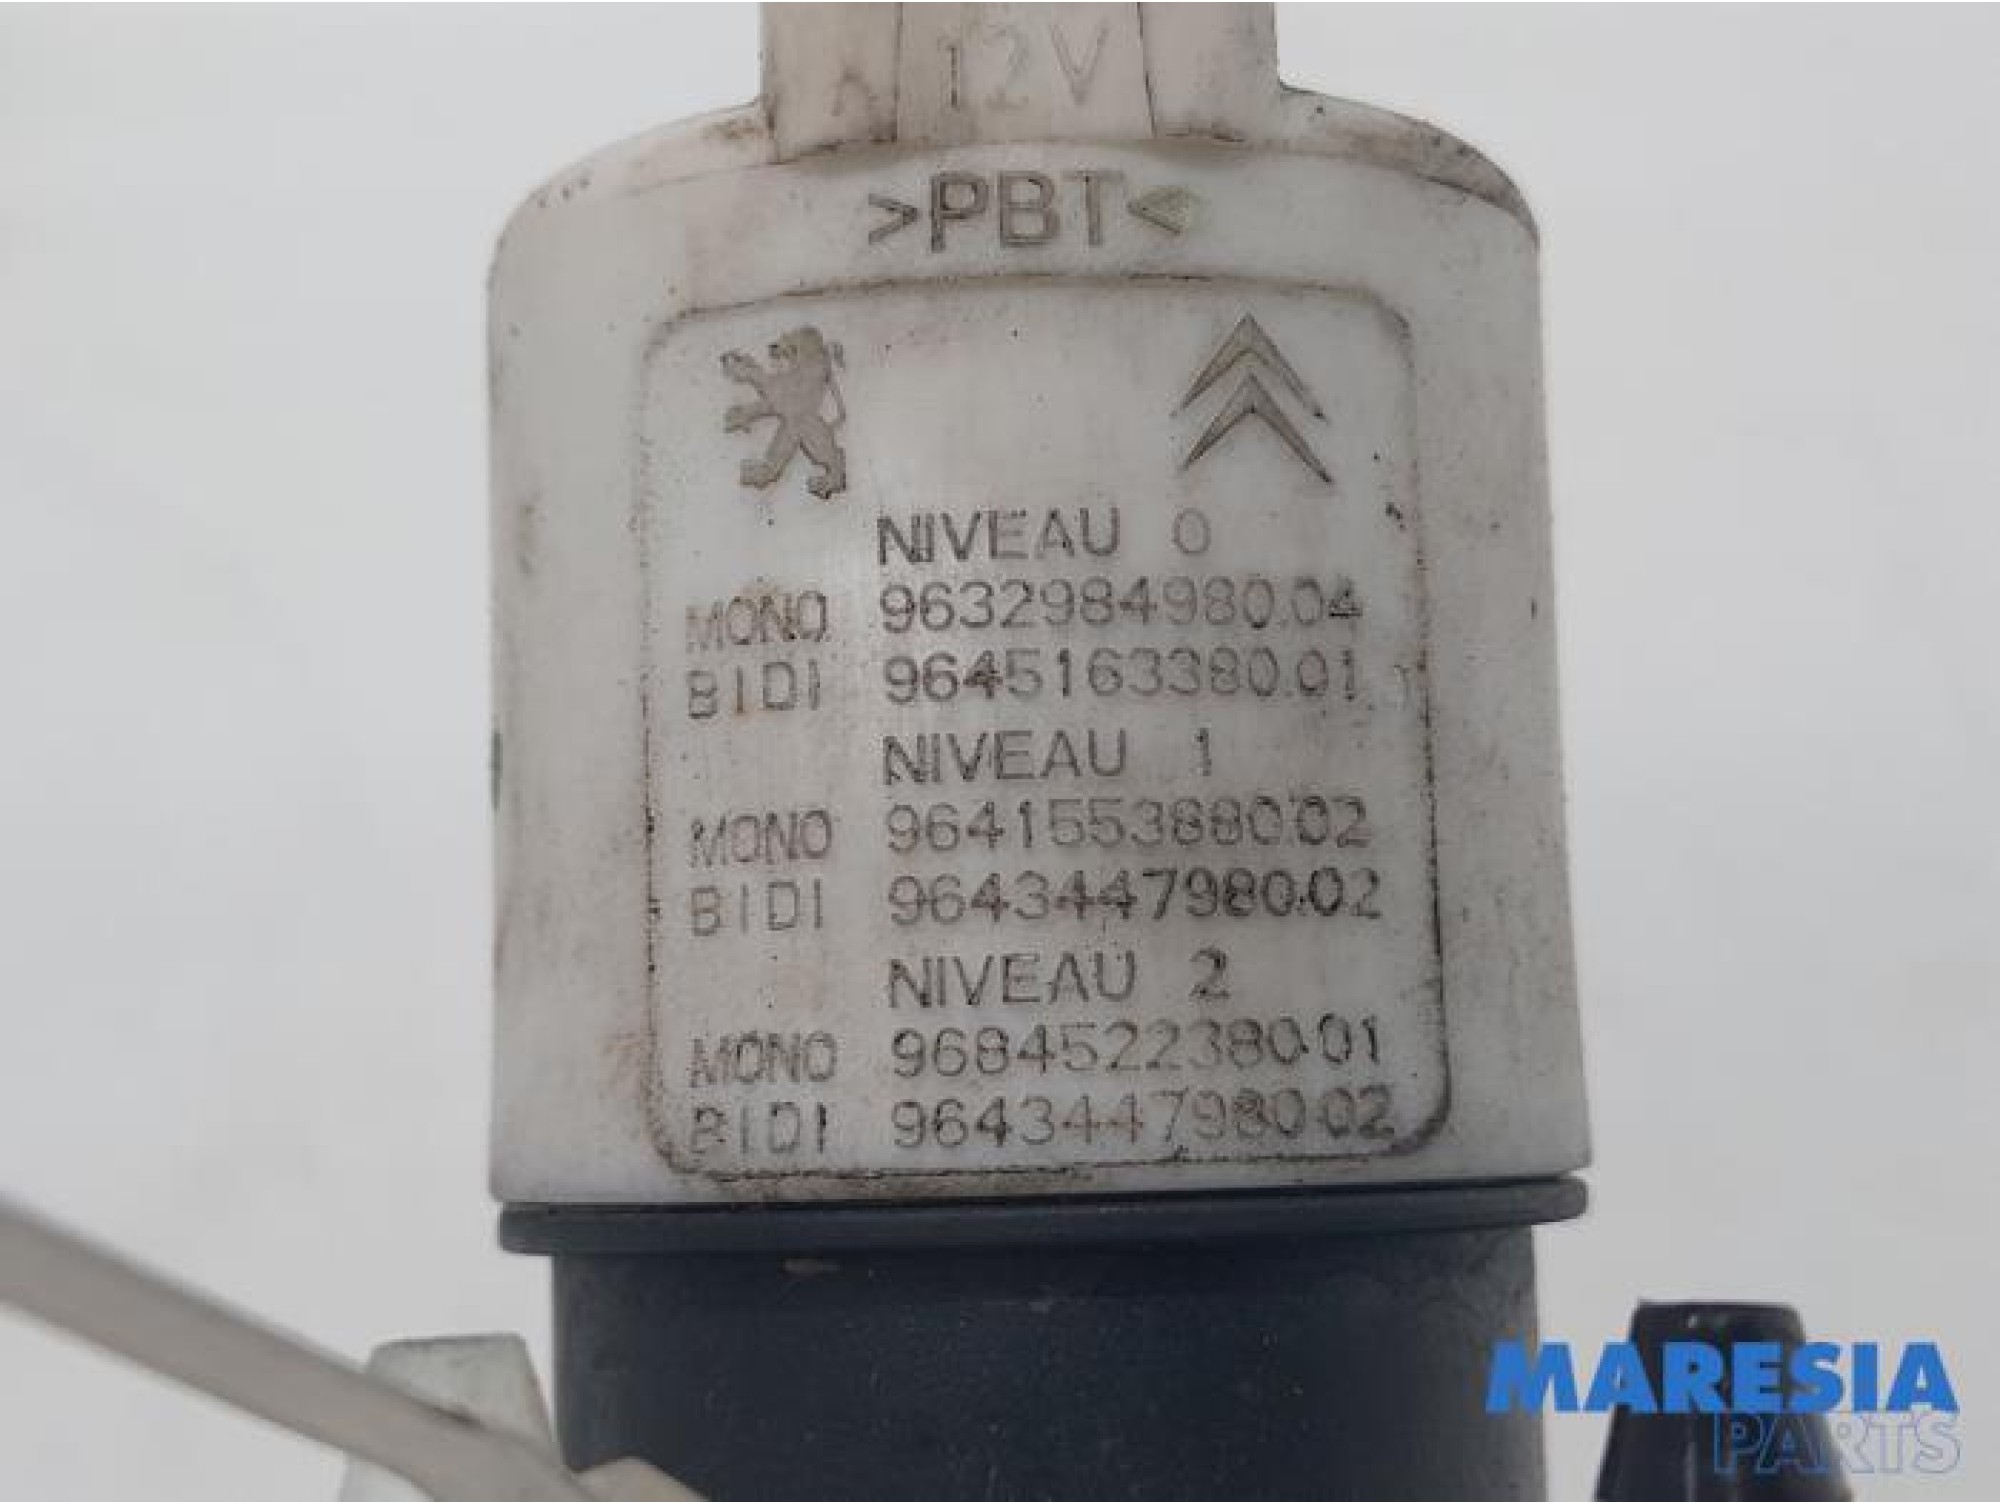 12V
>PBT<
NIVEAU 0
MONO 9632984980.04
BIDI 9645163380.01
NIVEAU 1
MONO 9641553880.02
BIDI 9643447980.02
NIVEAU 2
MONO 9684522380.01
BIDI 9643447980.02
MARESIA
PARTS